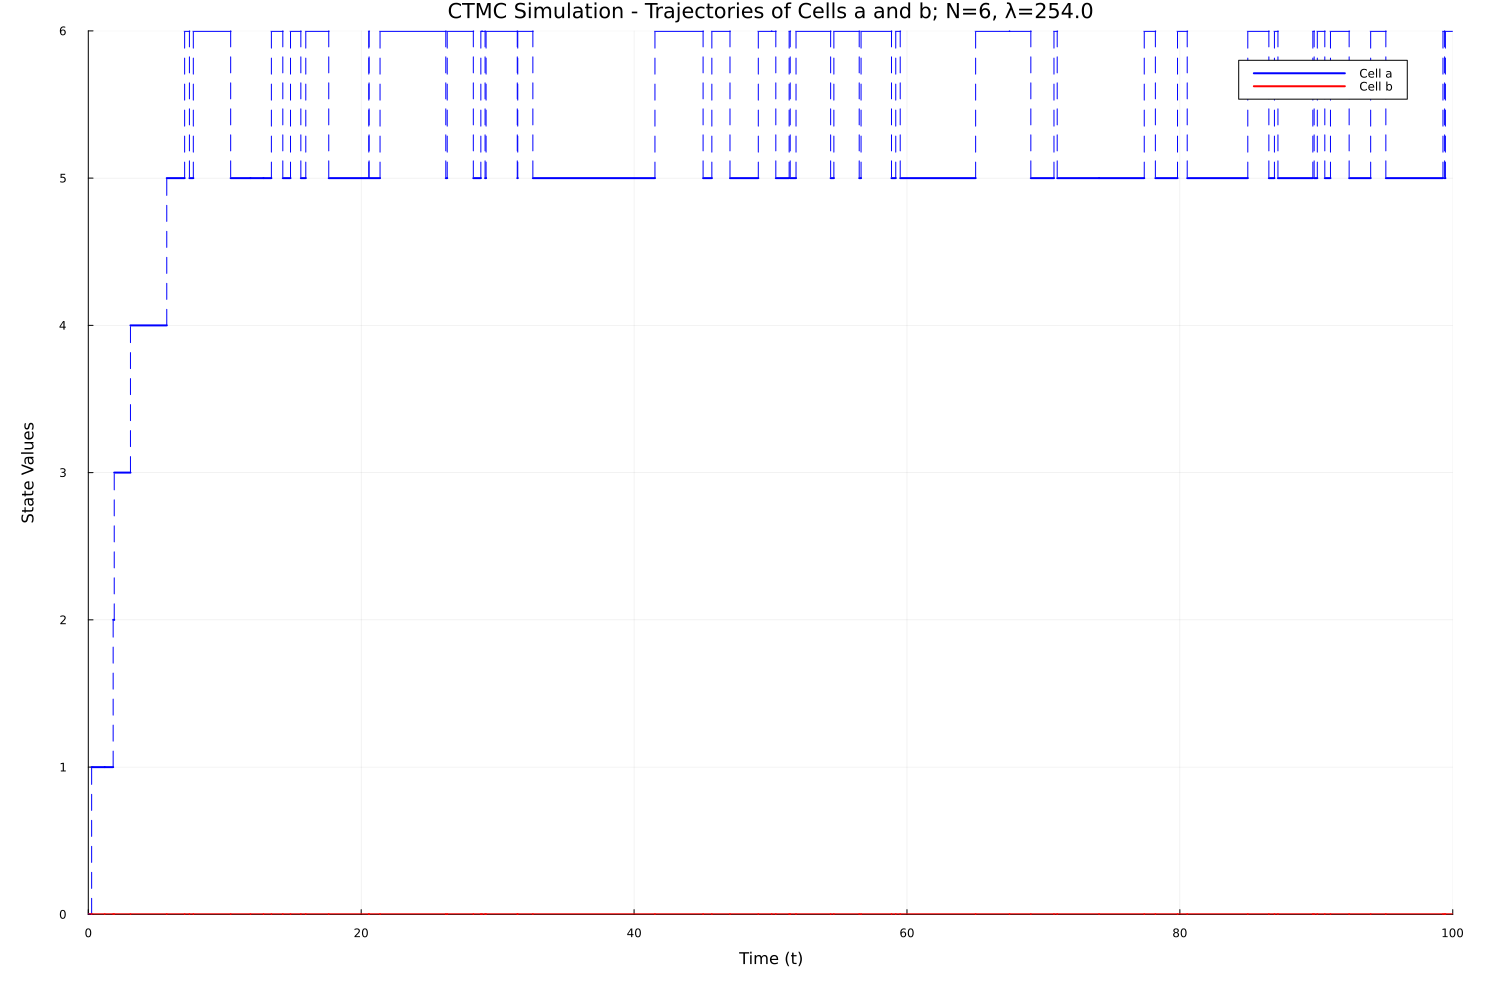 CTMC Simulation - Trajectories of Cells a and b; N=6, λ=254.0
6
Cell a
Cell b
5
4
State Values
3
2
1
0
0 20 40 60 80 100
Time (t)